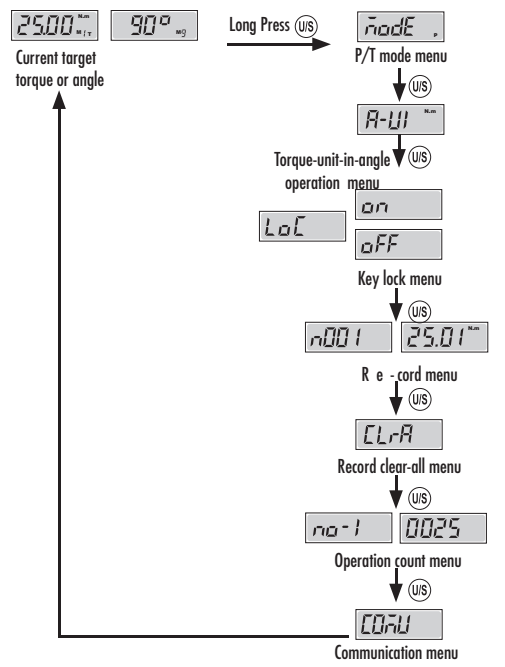 25.00 N.m M / T 90° Mg Long Press U/S modE P
Current target
torque or angle
P/T mode menu
U/S
A-UI N.m
Torque-unit-in-angle U/S
operation menu
LoC on
oFF
Key lock menu
U/S
n001 25.01 N.m
R e - cord menu
U/S
CLrA
Record clear-all menu
U/S
no-1 0025
Operation count menu
U/S
COmU
Communication menu